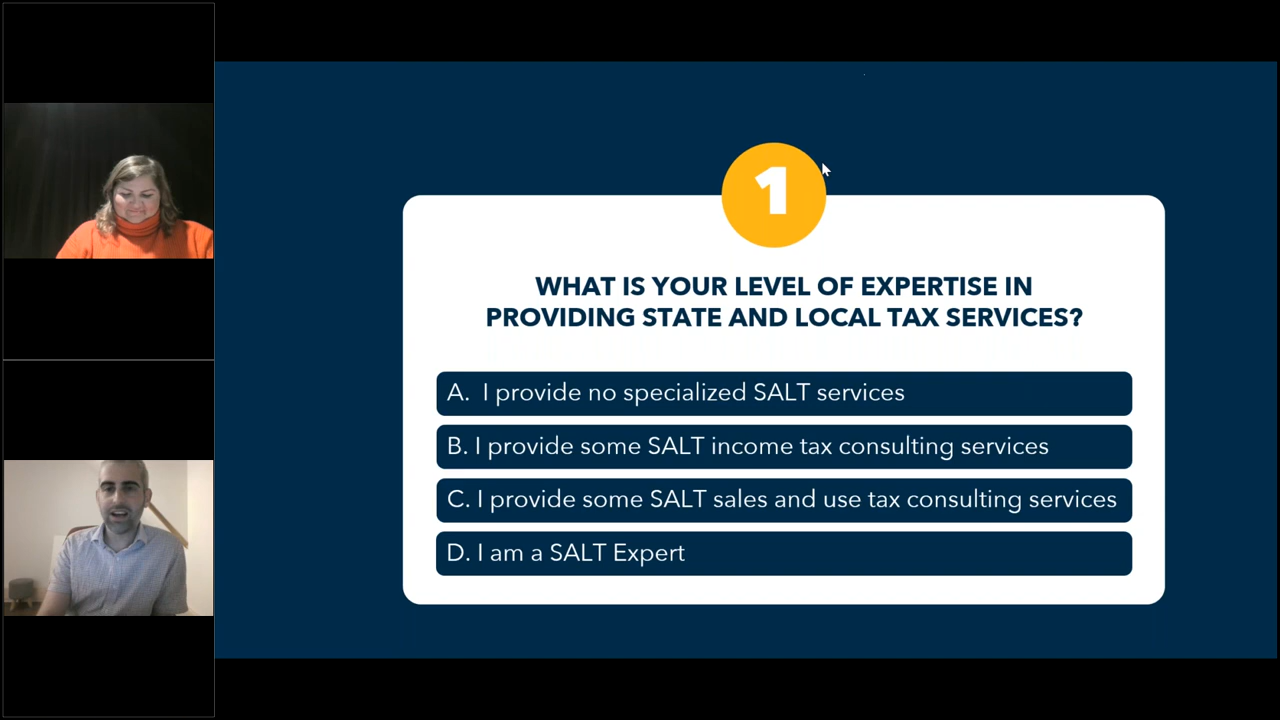 1
WHAT IS YOUR LEVEL OF EXPERTISE IN
PROVIDING STATE AND LOCAL TAX SERVICES?
A. I provide no specialized SALT services
B. I provide some SALT income tax consulting services
C. I provide some SALT sales and use tax consulting services
D. I am a SALT Expert